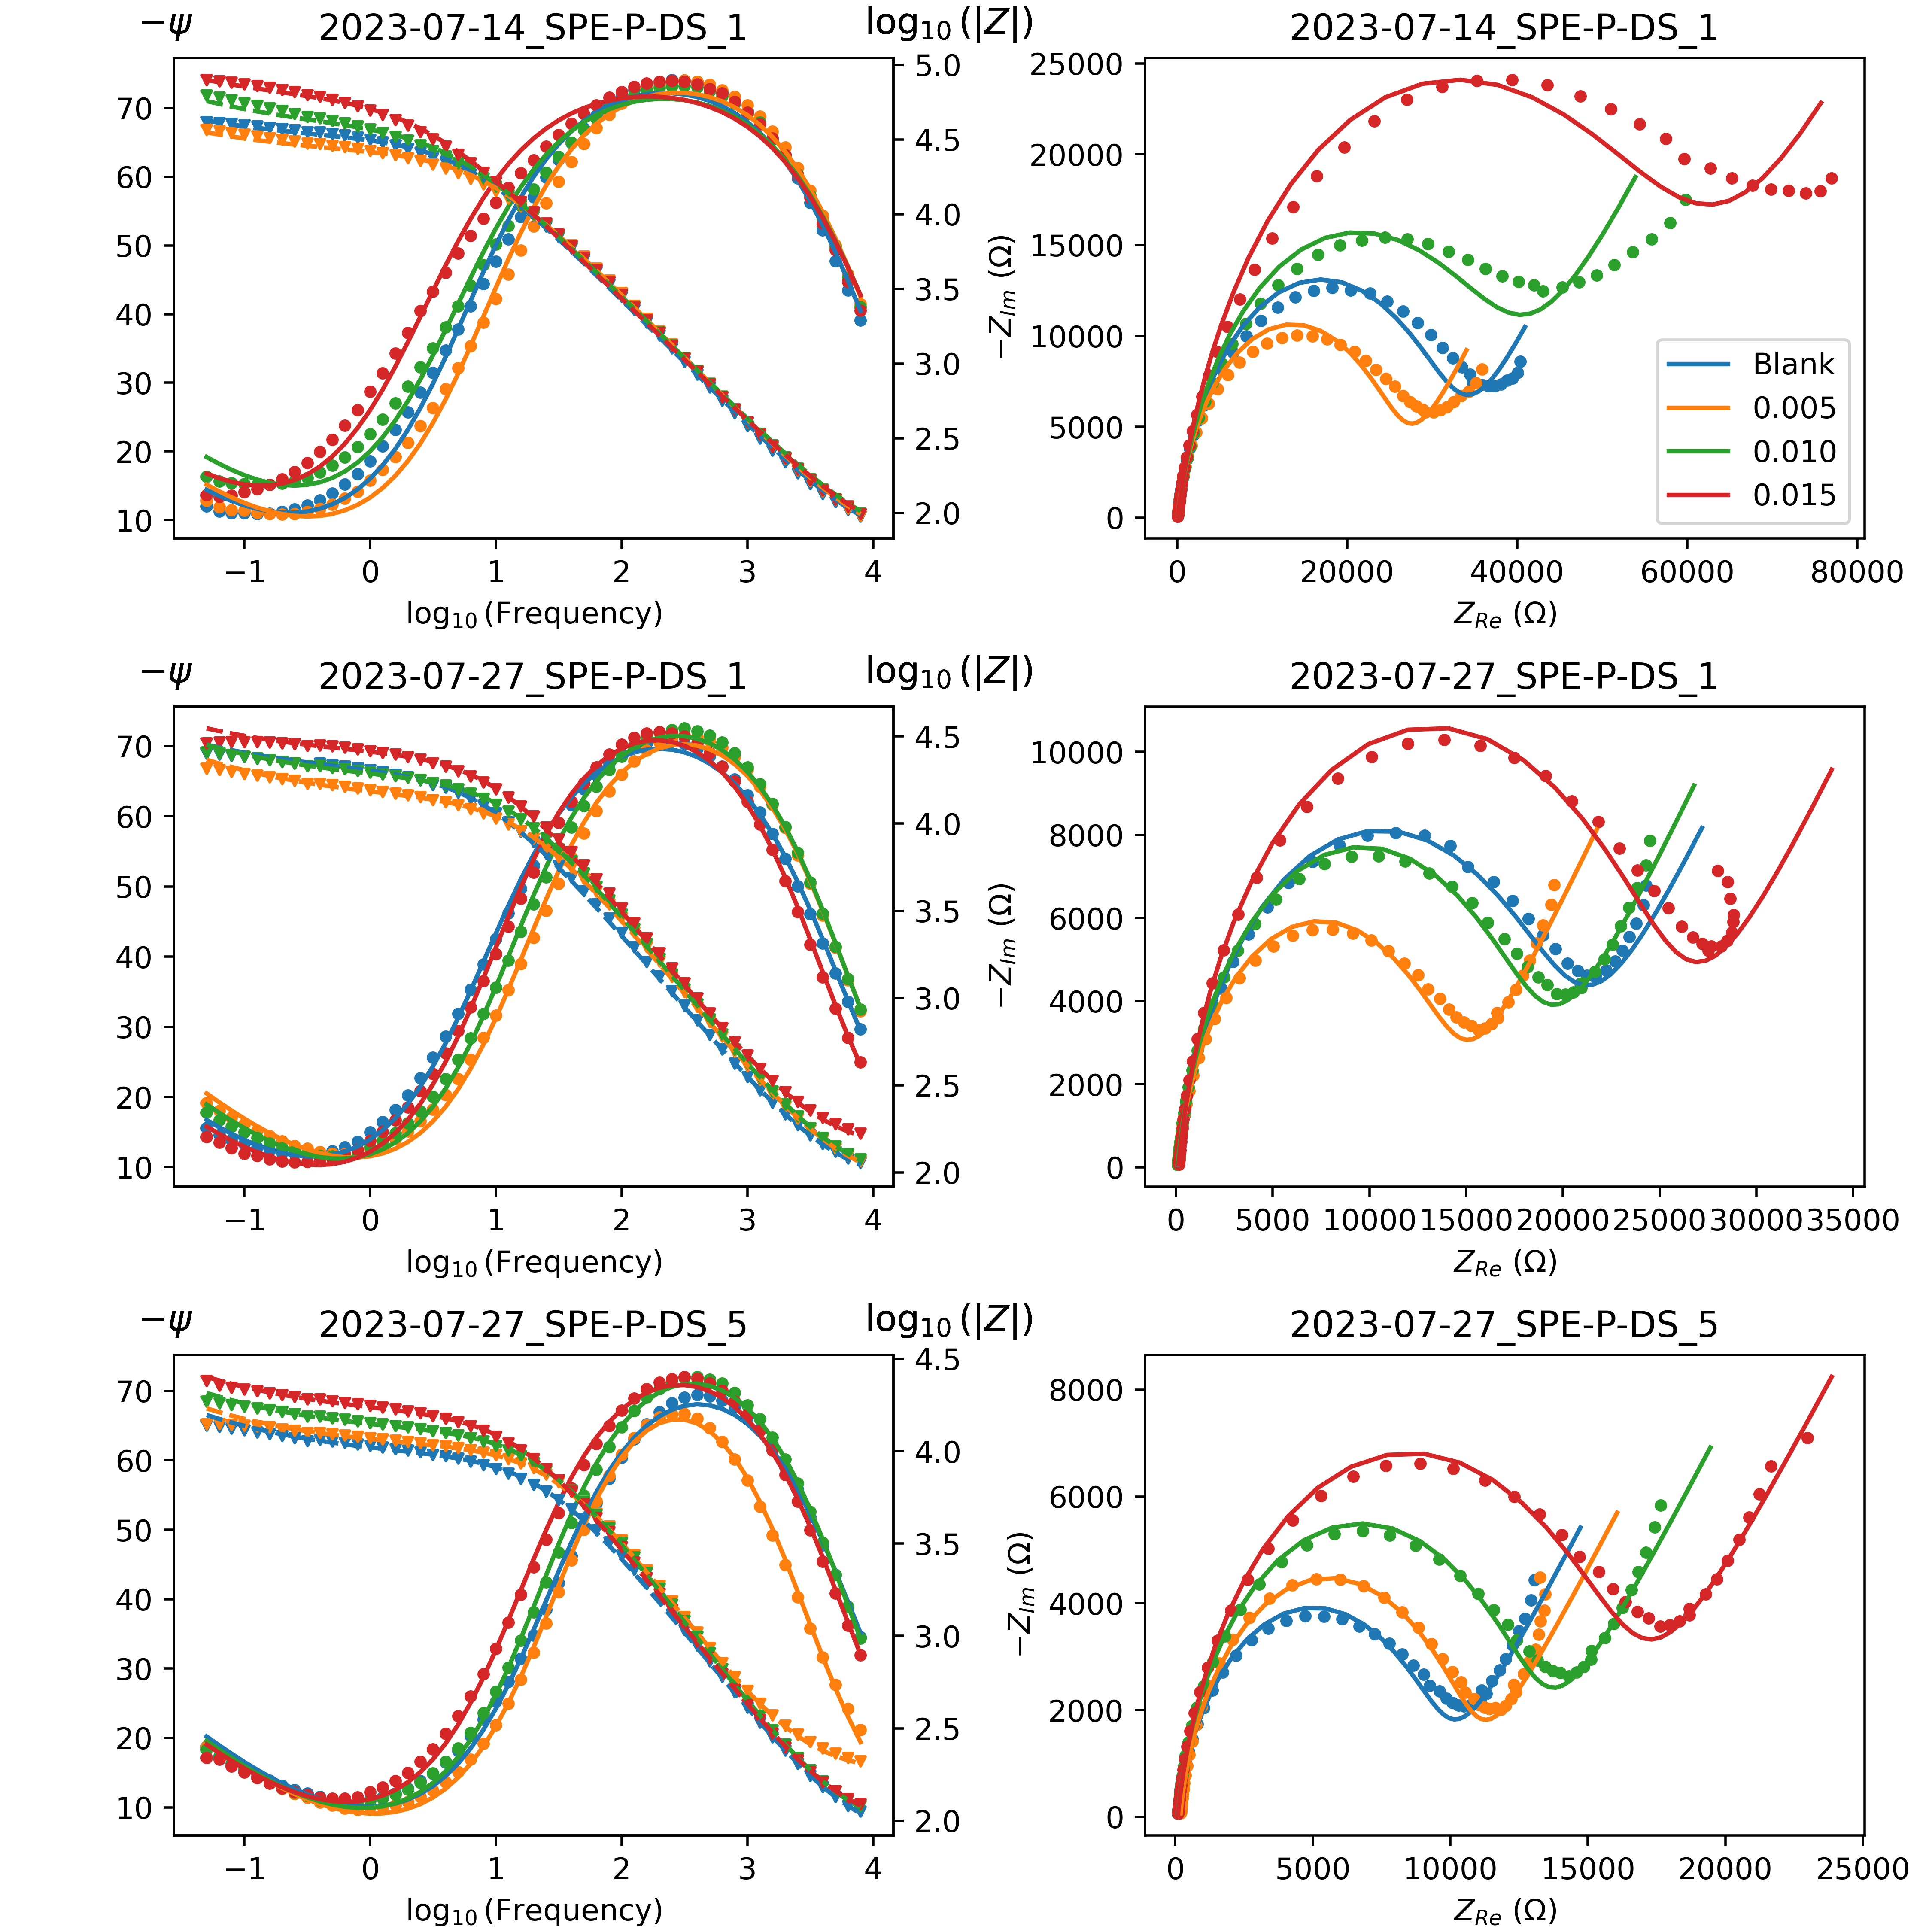 −ψ 2023-07-14_SPE-P-DS_1 log₁₀(|Z|)
70
60
50
40
30
20
10
5.0
4.5
4.0
3.5
3.0
2.5
2.0
−1 0 1 2 3 4
log₁₀(Frequency)
2023-07-14_SPE-P-DS_1
−Z_Im (Ω)
25000
20000
15000
10000
5000
0
Blank
0.005
0.010
0.015
0 20000 40000 60000 80000
Z_Re (Ω)
−ψ 2023-07-27_SPE-P-DS_1 log₁₀(|Z|)
70
60
50
40
30
20
10
4.5
4.0
3.5
3.0
2.5
2.0
−1 0 1 2 3 4
log₁₀(Frequency)
2023-07-27_SPE-P-DS_1
−Z_Im (Ω)
10000
8000
6000
4000
2000
0
0 5000 10000 15000 20000 25000 30000 35000
Z_Re (Ω)
−ψ 2023-07-27_SPE-P-DS_5 log₁₀(|Z|)
70
60
50
40
30
20
10
4.5
4.0
3.5
3.0
2.5
2.0
−1 0 1 2 3 4
log₁₀(Frequency)
2023-07-27_SPE-P-DS_5
−Z_Im (Ω)
8000
6000
4000
2000
0
0 5000 10000 15000 20000 25000
Z_Re (Ω)